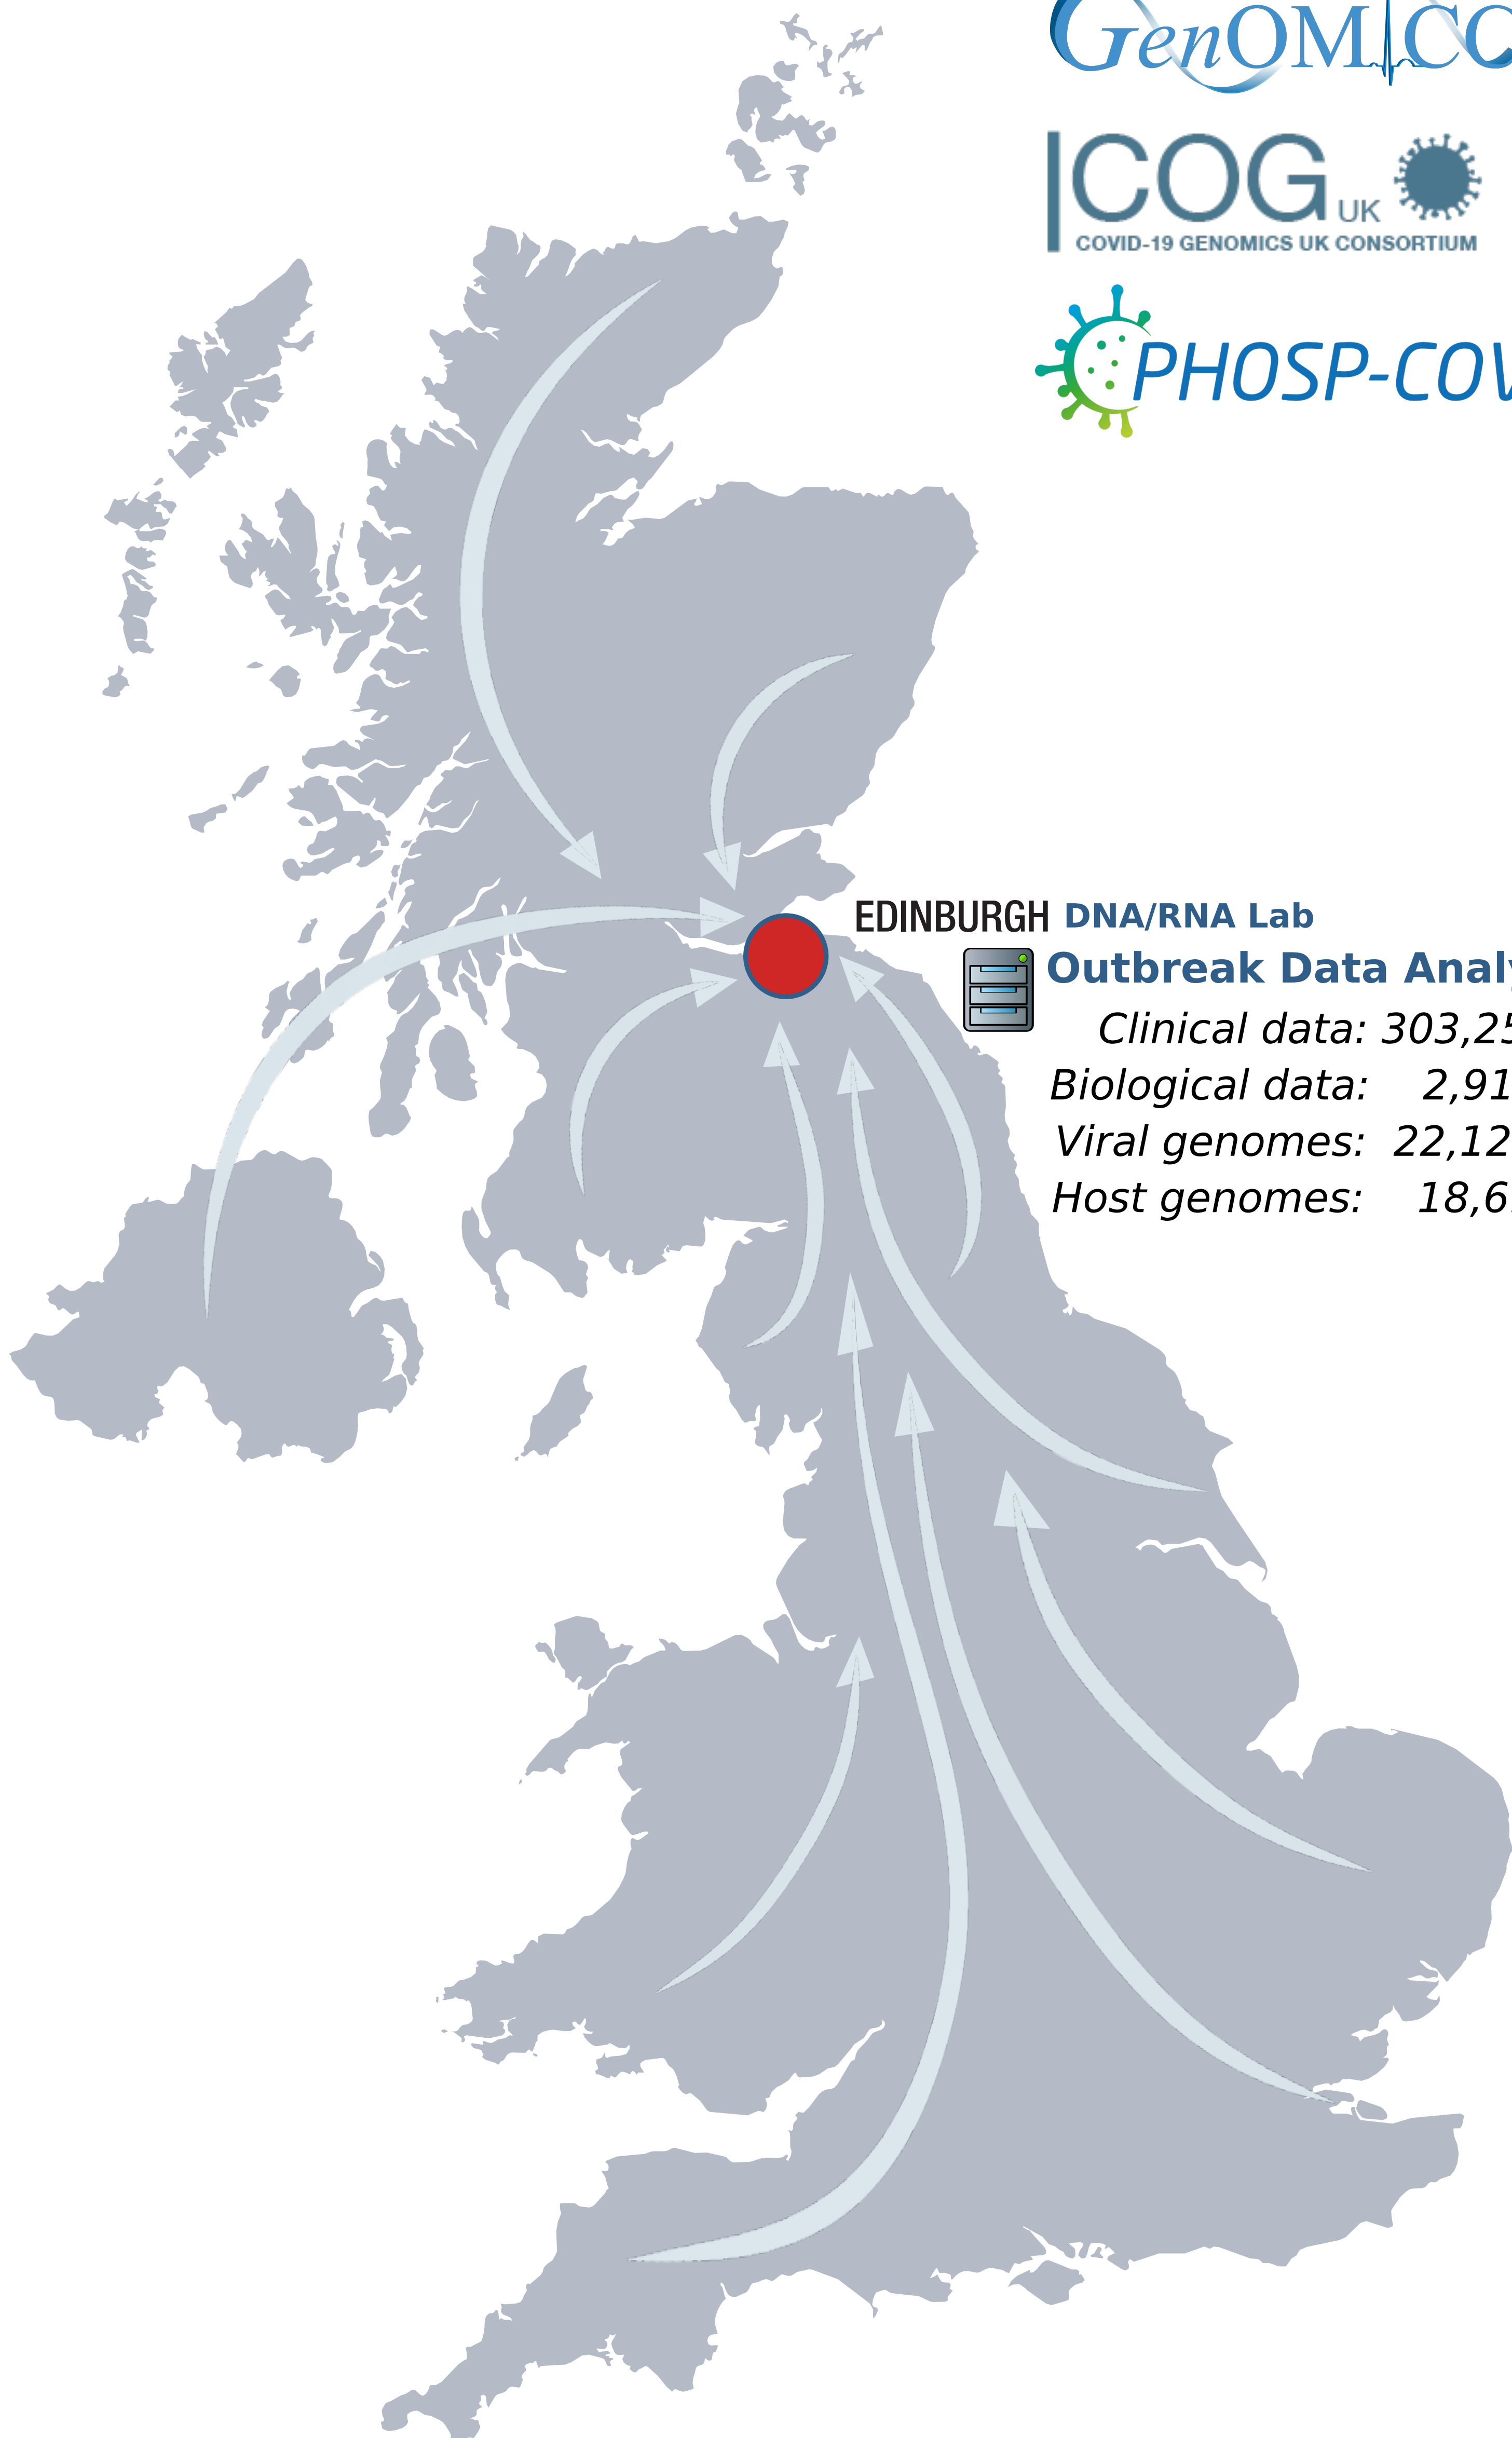 GenOMICC
COG UK
COVID-19 GENOMICS UK CONSORTIUM
PHOSP-COV
EDINBURGH DNA/RNA Lab
Outbreak Data Analy
Clinical data: 303,25
Biological data: 2,91
Viral genomes: 22,12
Host genomes: 18,6